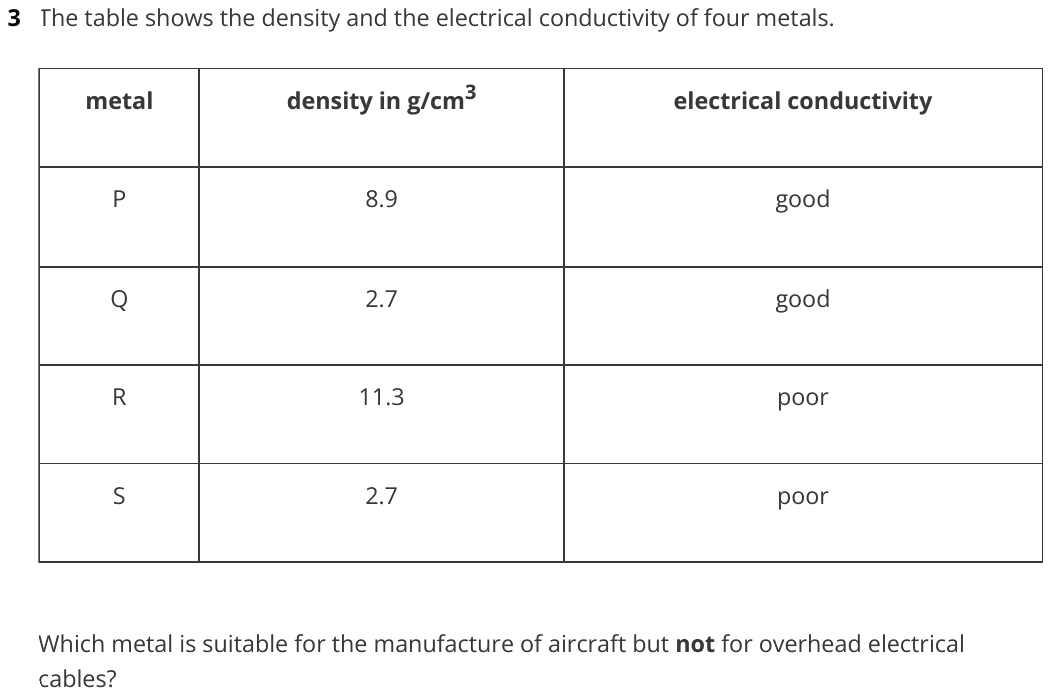 3 The table shows the density and the electrical conductivity of four metals.
metal density in g/cm³ electrical conductivity
P 8.9 good
Q 2.7 good
R 11.3 poor
S 2.7 poor
Which metal is suitable for the manufacture of aircraft but not for overhead electrical
cables?